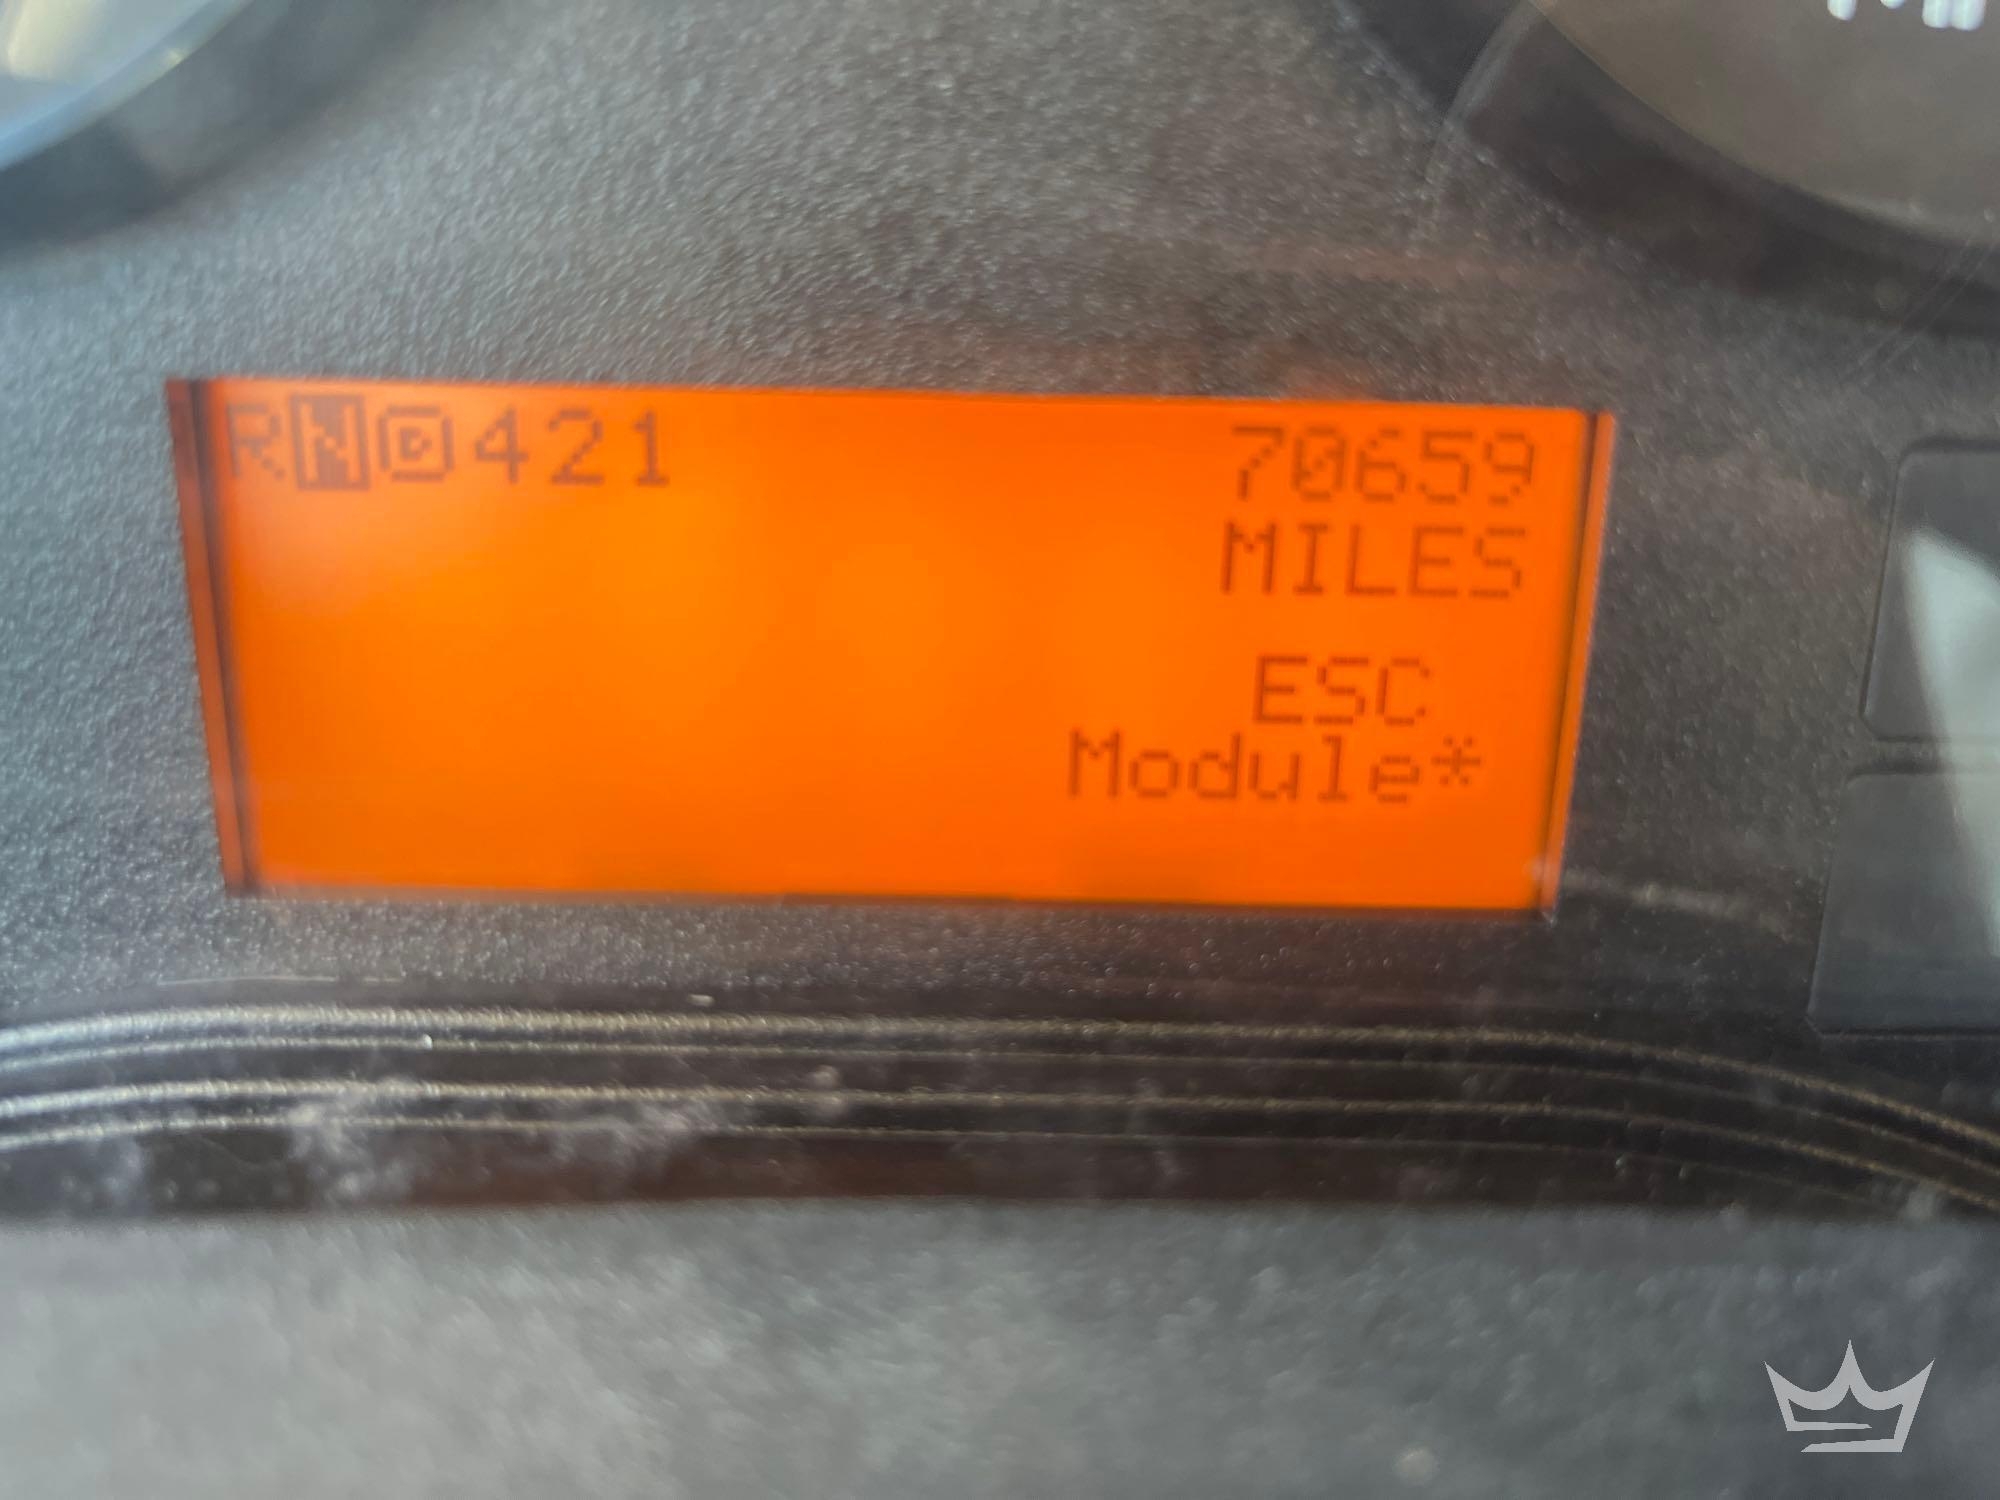 RND421
70659
MILES
ESC
Module*